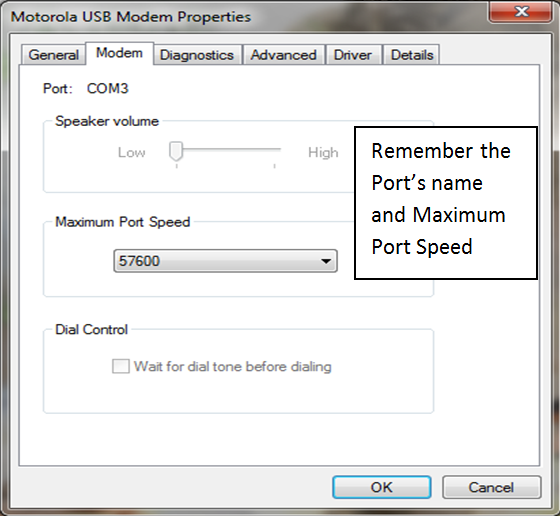 Motorola USB Modem Properties
General Modem Diagnostics Advanced Driver Details
Port: COM3
Speaker volume
Low High
Remember the
Port’s name
and Maximum
Port Speed
Maximum Port Speed
57600
Dial Control
Wait for dial tone before dialing
OK Cancel